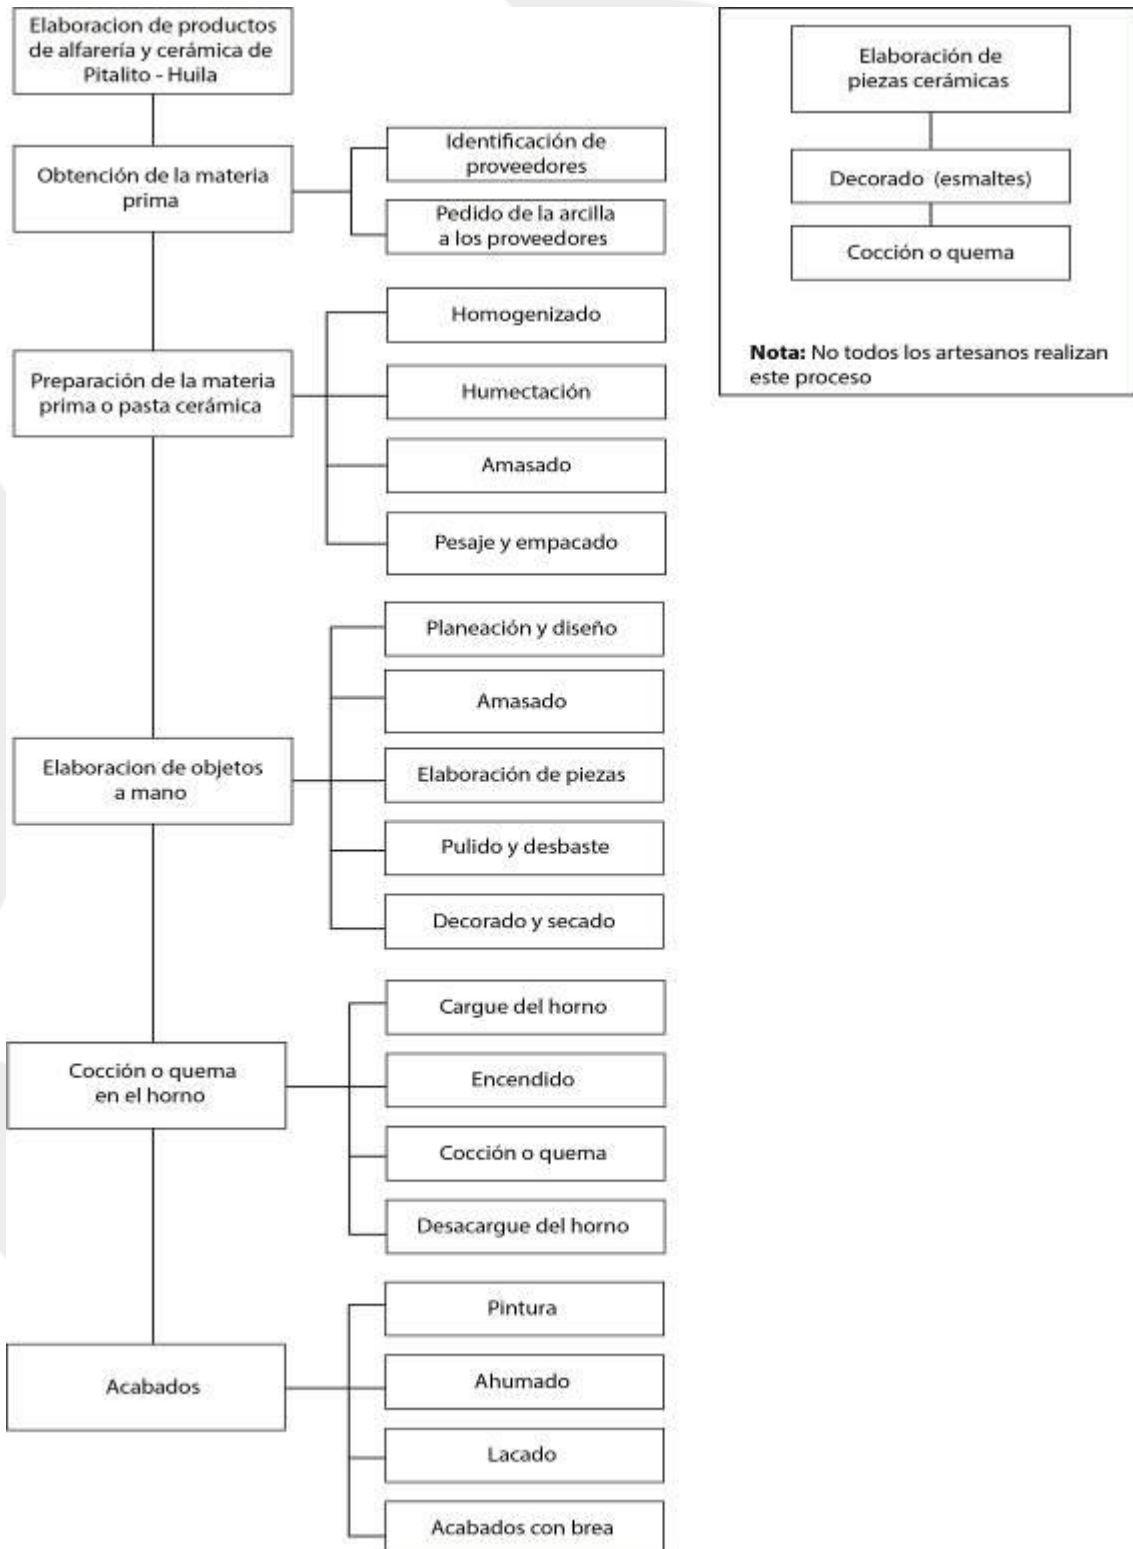 Elaboracion de productos
de alfarería y cerámica de
Pitalito - Huila
Obtención de la materia
prima
Identificación de
proveedores
Pedido de la arcilla
a los proveedores
Preparación de la materia
prima o pasta cerámica
Homogenizado
Humectación
Amasado
Pesaje y empacado
Elaboracion de objetos
a mano
Planeación y diseño
Amasado
Elaboración de piezas
Pulido y desbaste
Decorado y secado
Cocción o quema
en el horno
Cargue del horno
Encendido
Cocción o quema
Desacargue del horno
Acabados
Pintura
Ahumado
Lacado
Acabados con brea
Elaboración de
piezas cerámicas
Decorado (esmaltes)
Cocción o quema
Nota: No todos los artesanos realizan
este proceso